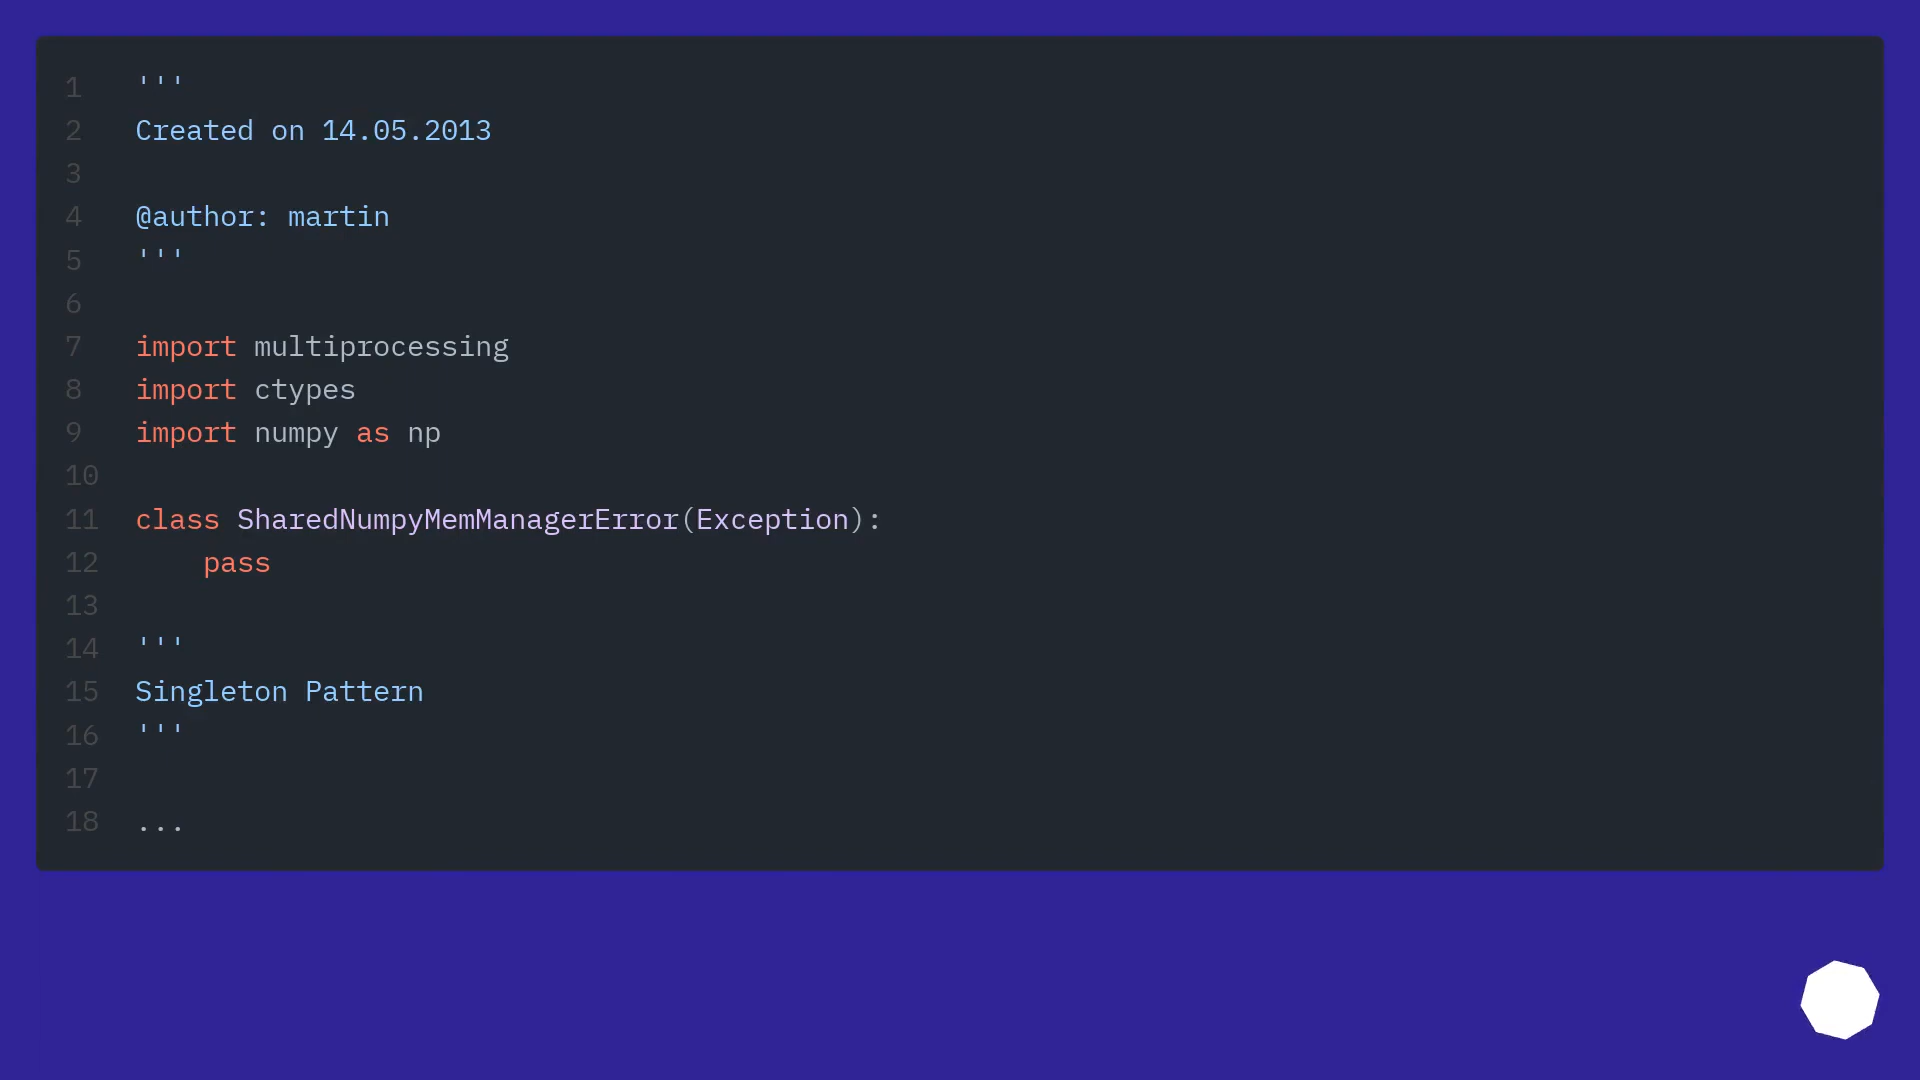 1 '''
2 Created on 14.05.2013
3
4 @author: martin
5 '''
6
7 import multiprocessing
8 import ctypes
9 import numpy as np
10
11 class SharedNumpyMemManagerError(Exception):
12     pass
13
14 '''
15 Singleton Pattern
16 '''
17
18 ...